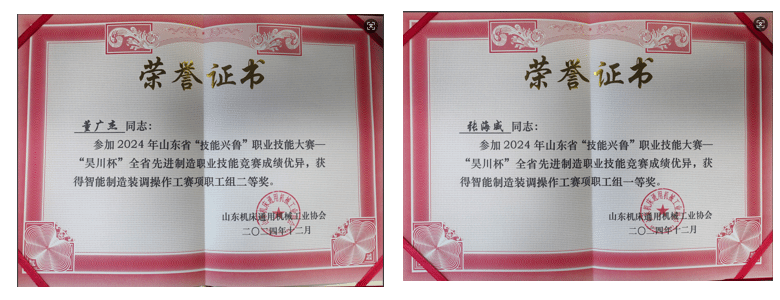 荣誉证书
董广杰 同志：
参加 2024 年山东省“技能兴鲁”职业技能大赛—
“昊川杯”全省先进制造职业技能竞赛成绩优异，获
得智能制造装调操作工赛项职工组二等奖。
山东机床通用机械工业协会
二〇二四年十二月
荣誉证书
张海威 同志：
参加 2024 年山东省“技能兴鲁”职业技能大赛—
“昊川杯”全省先进制造职业技能竞赛成绩优异，获
得智能制造装调操作工赛项职工组一等奖。
山东机床通用机械工业协会
二〇二四年十二月